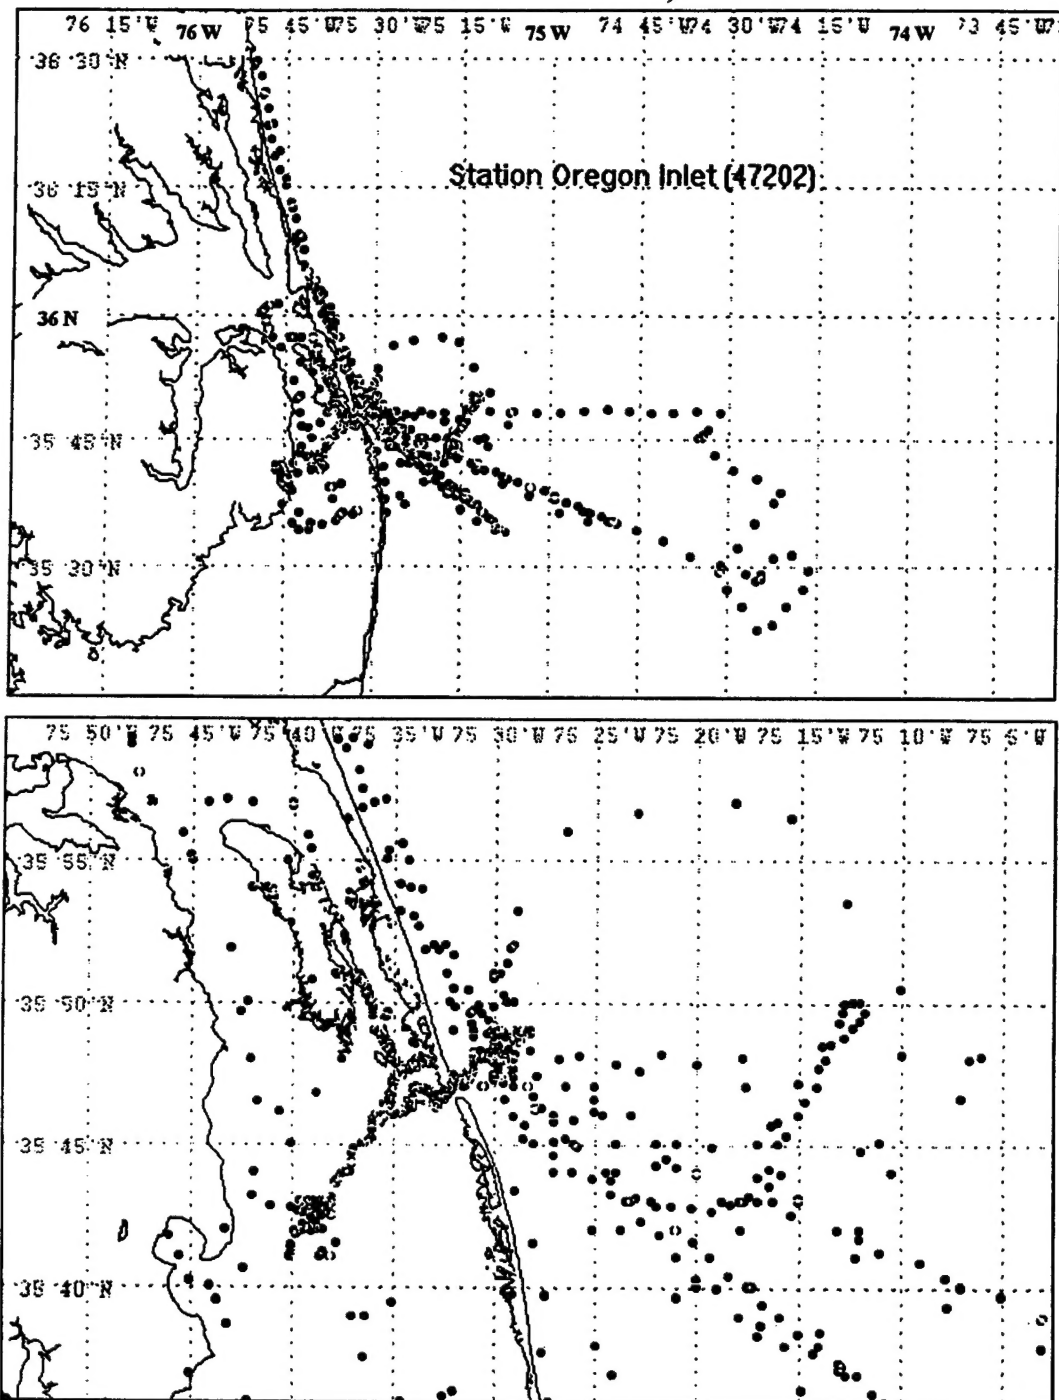 76 15'W 76 W 75 45'W 75 30'W 75 15'W 75 W 74 45'W 74 30'W 74 15'W 74 W 73 45'W
36 30'N
Station Oregon Inlet (47202)
36 15'N
36 N
35 45'N
35 30'N
75 50'W 75 45'W 75 40'W 75 35'W 75 30'W 75 25'W 75 20'W 75 15'W 75 10'W 75 5'W
35 55'N
35 50'N
35 45'N
35 40'N